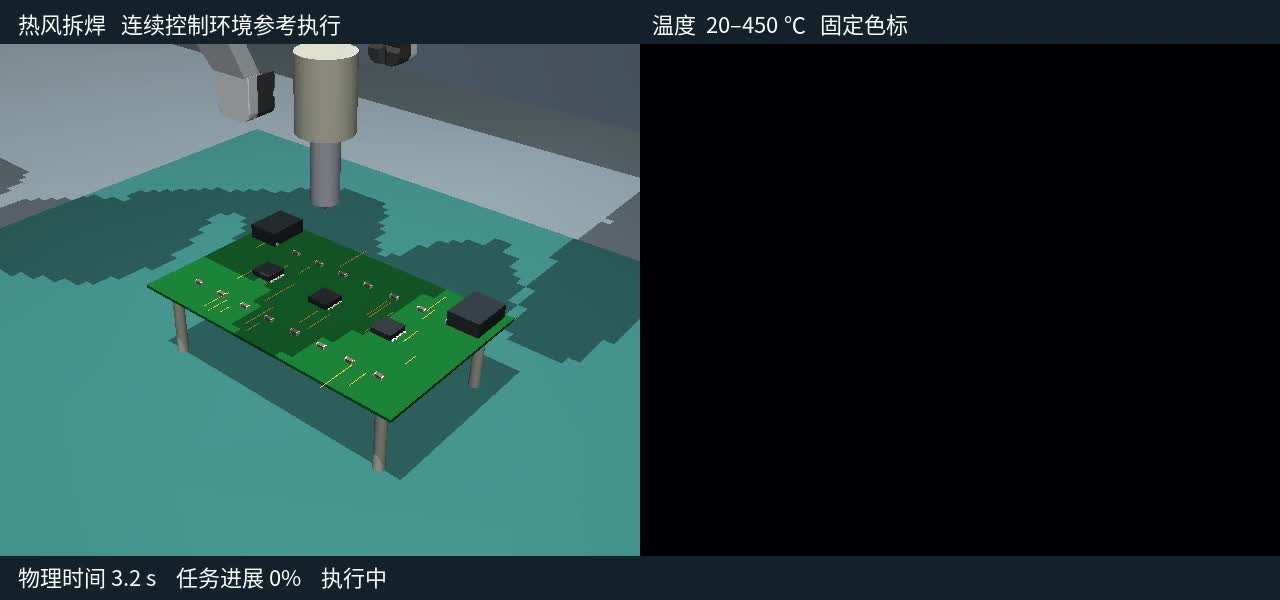 热风拆焊 连续控制环境参考执行
温度 20–450 ℃ 固定色标
物理时间 3.2 s 任务进展 0% 执行中